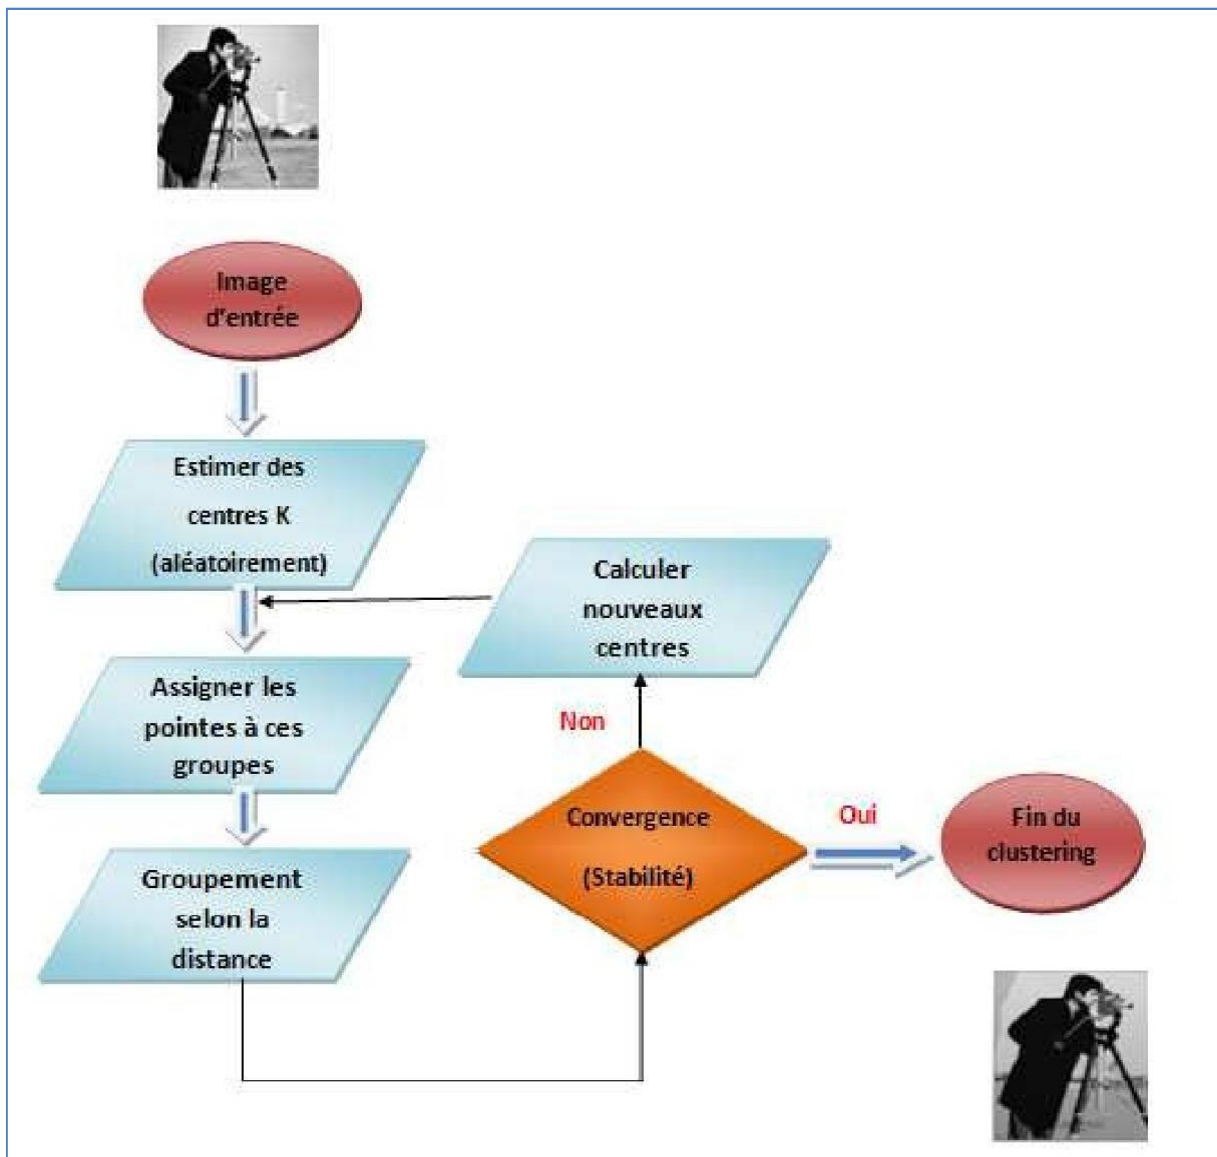 Image
d'entrée
Estimer des
centres K
(aléatoirement)
Assigner les
pointes à ces
groupes
Groupement
selon la
distance
Calculer
nouveaux
centres
Non
Convergence
(Stabilité)
Oui
Fin du
clustering